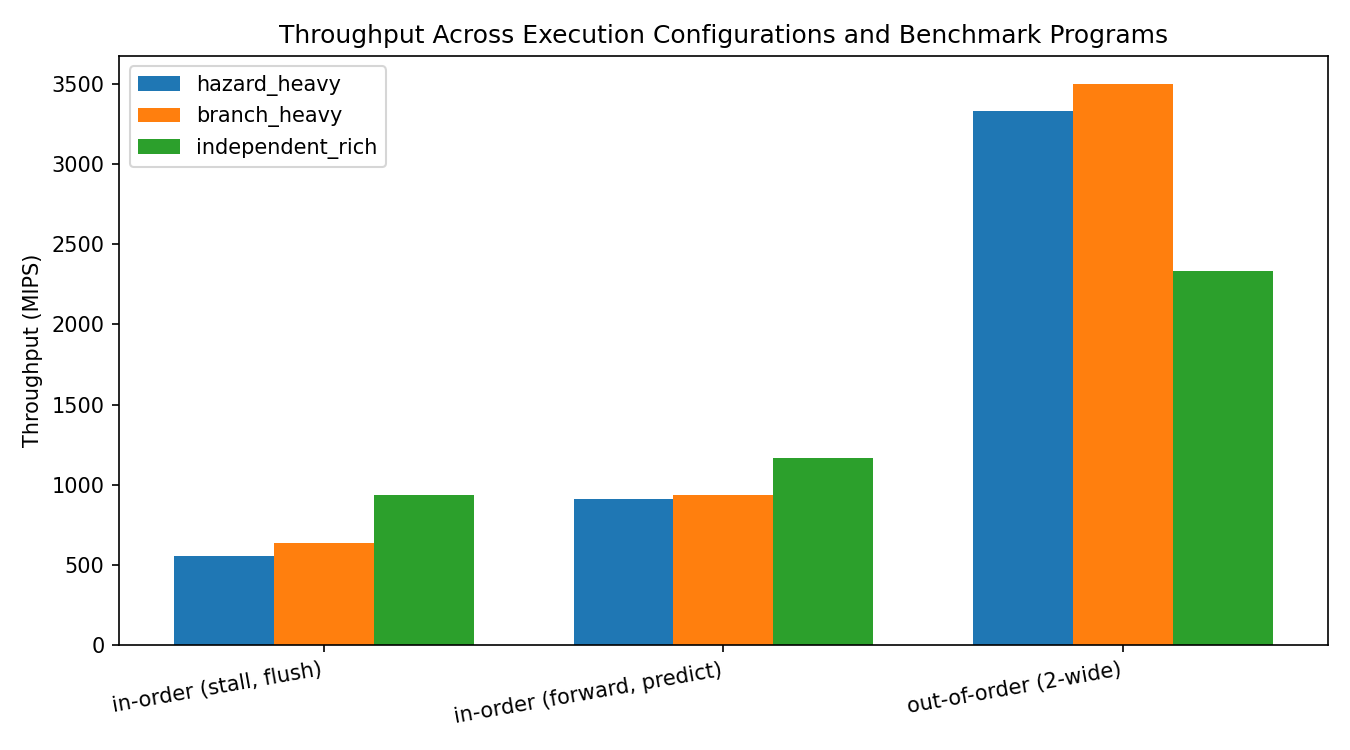 Throughput Across Execution Configurations and Benchmark Programs
hazard_heavy
branch_heavy
independent_rich
Throughput (MIPS)
3500
3000
2500
2000
1500
1000
500
0
in-order (stall, flush)
in-order (forward, predict)
out-of-order (2-wide)